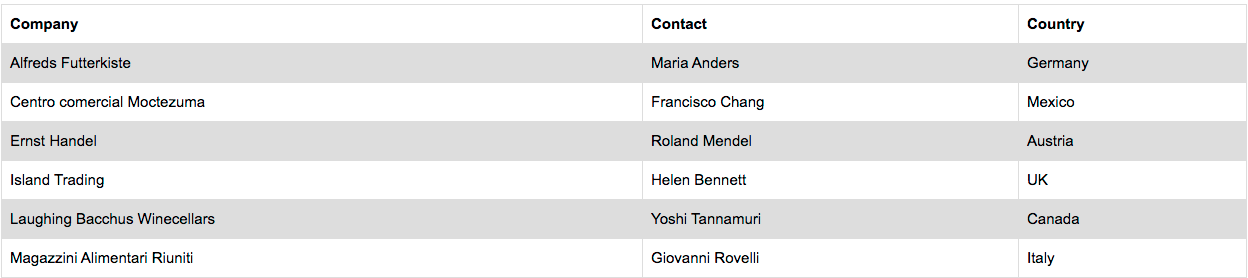 Company Contact Country
Alfreds Futterkiste Maria Anders Germany
Centro comercial Moctezuma Francisco Chang Mexico
Ernst Handel Roland Mendel Austria
Island Trading Helen Bennett UK
Laughing Bacchus Winecellars Yoshi Tannamuri Canada
Magazzini Alimentari Riuniti Giovanni Rovelli Italy